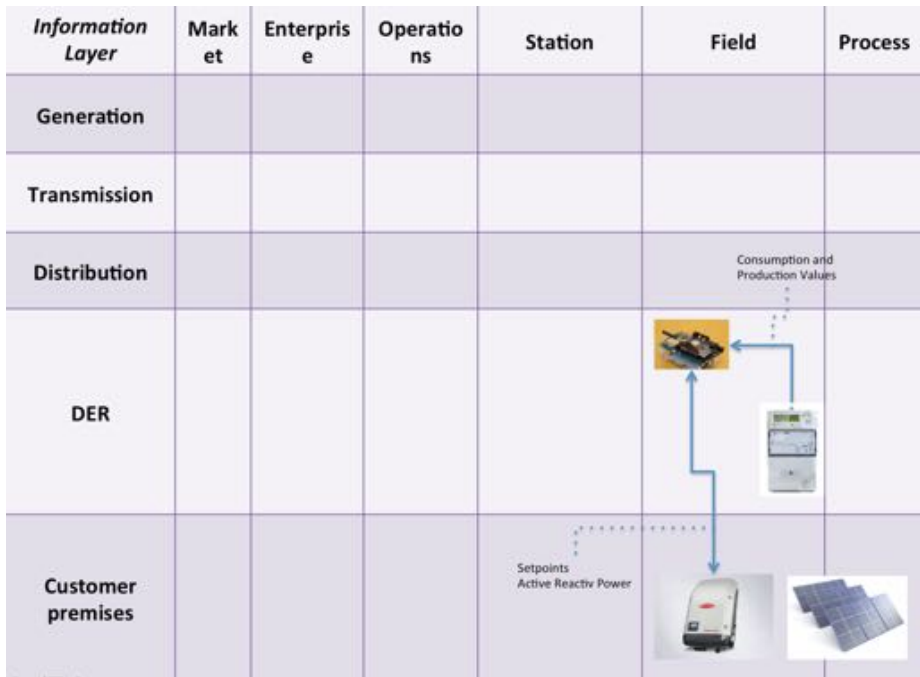 Information
Layer
Mark
et
Enterpris
e
Operatio
ns
Station
Field
Process
Generation
Transmission
Distribution
Consumption and
Production Values
DER
Setpoints
Active Reactiv Power
Customer
premises